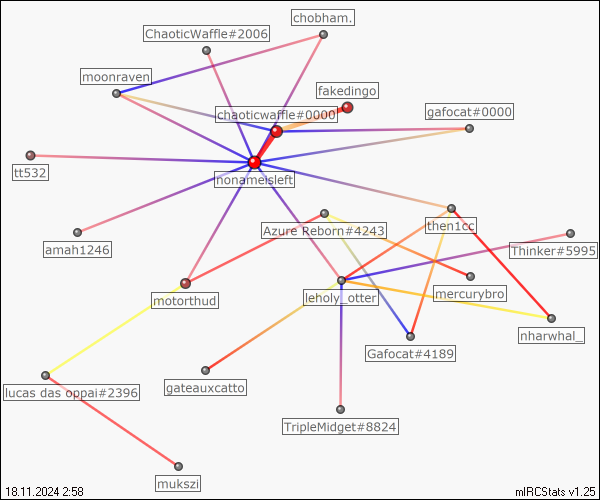 chobham.
ChaoticWaffle#2006
moonraven
fakedingo
chaoticwaffle#0000
gafocat#0000
tt532
nonameisleft
amah1246
Azure Reborn#4243
then1cc
Thinker#5995
motorthud
leholy_otter
mercurybro
nharwhal_
Gafocat#4189
lucas das oppai#2396
gateauxcatto
TripleMidget#8824
mukszi
18.11.2024 2:58
mIRCStats v1.25